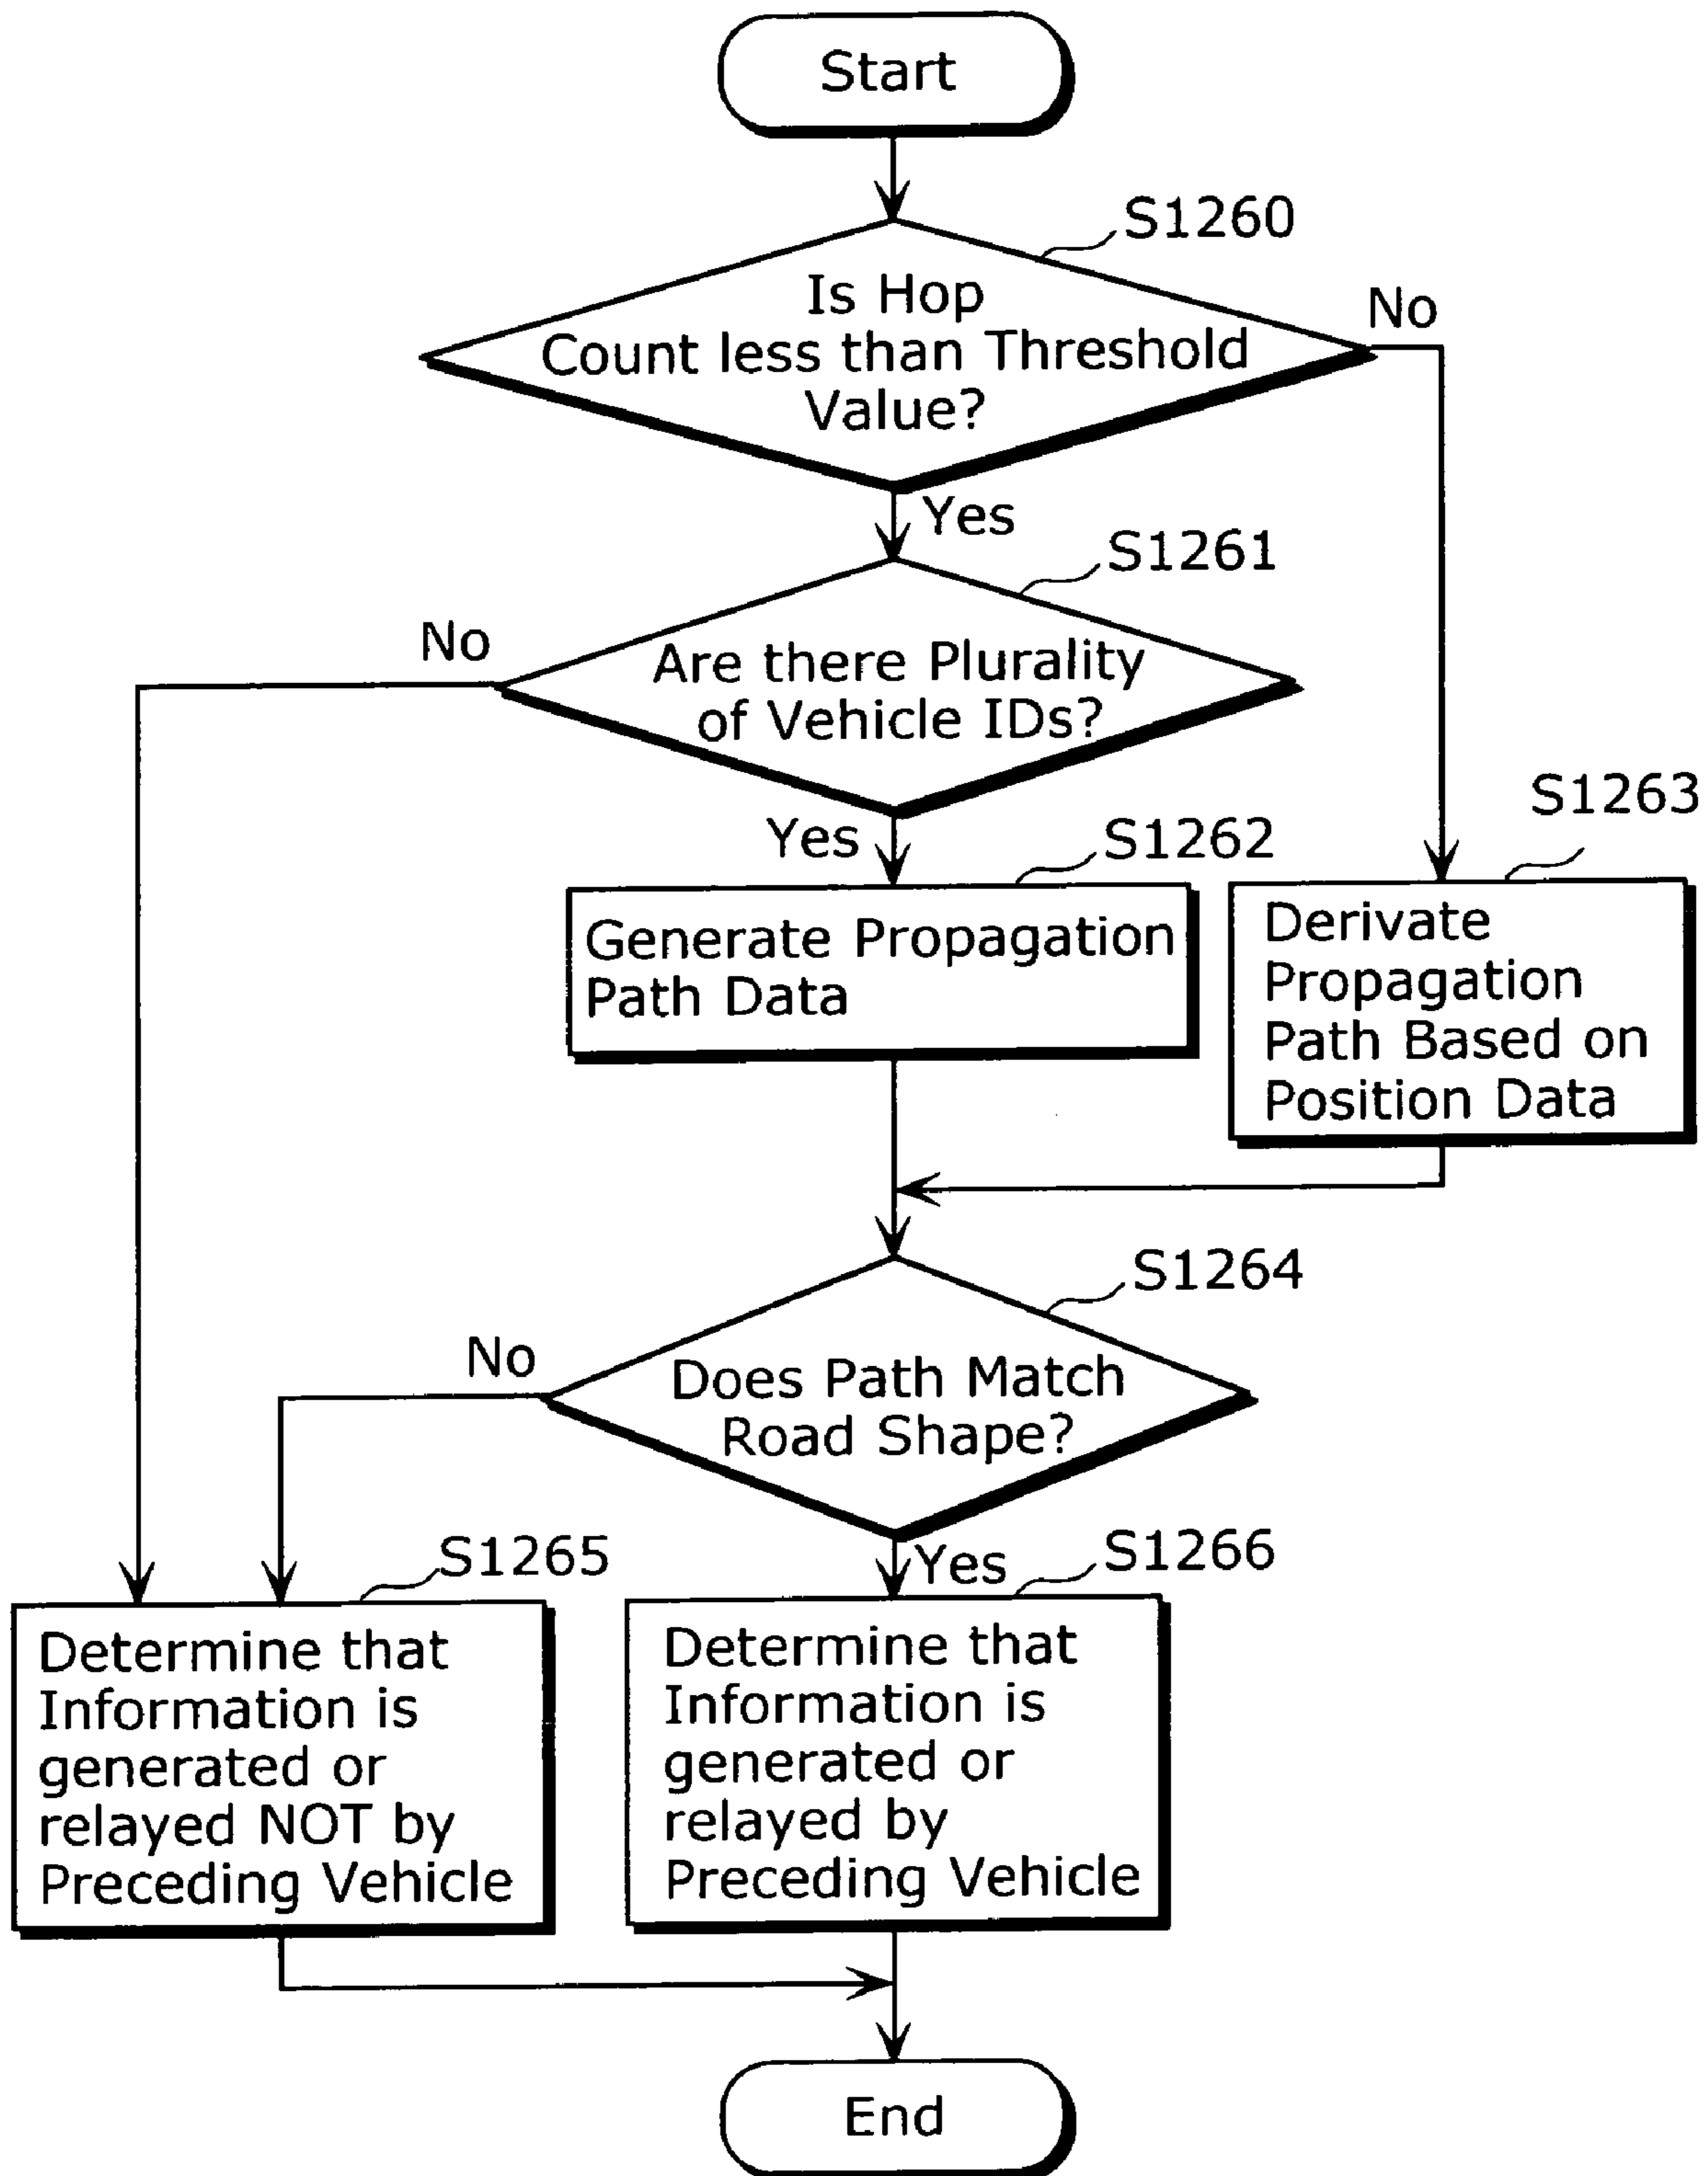 Start
S1260
Is Hop
Count less than Threshold
Value?
No
Yes
S1261
No
Are there Plurality
of Vehicle IDs?
Yes
S1262
S1263
Generate Propagation
Path Data
Derivate
Propagation
Path Based on
Position Data
S1264
No
Does Path Match
Road Shape?
S1265
Yes
S1266
Determine that
Information is
generated or
relayed NOT by
Preceding Vehicle
Determine that
Information is
generated or
relayed by
Preceding Vehicle
End